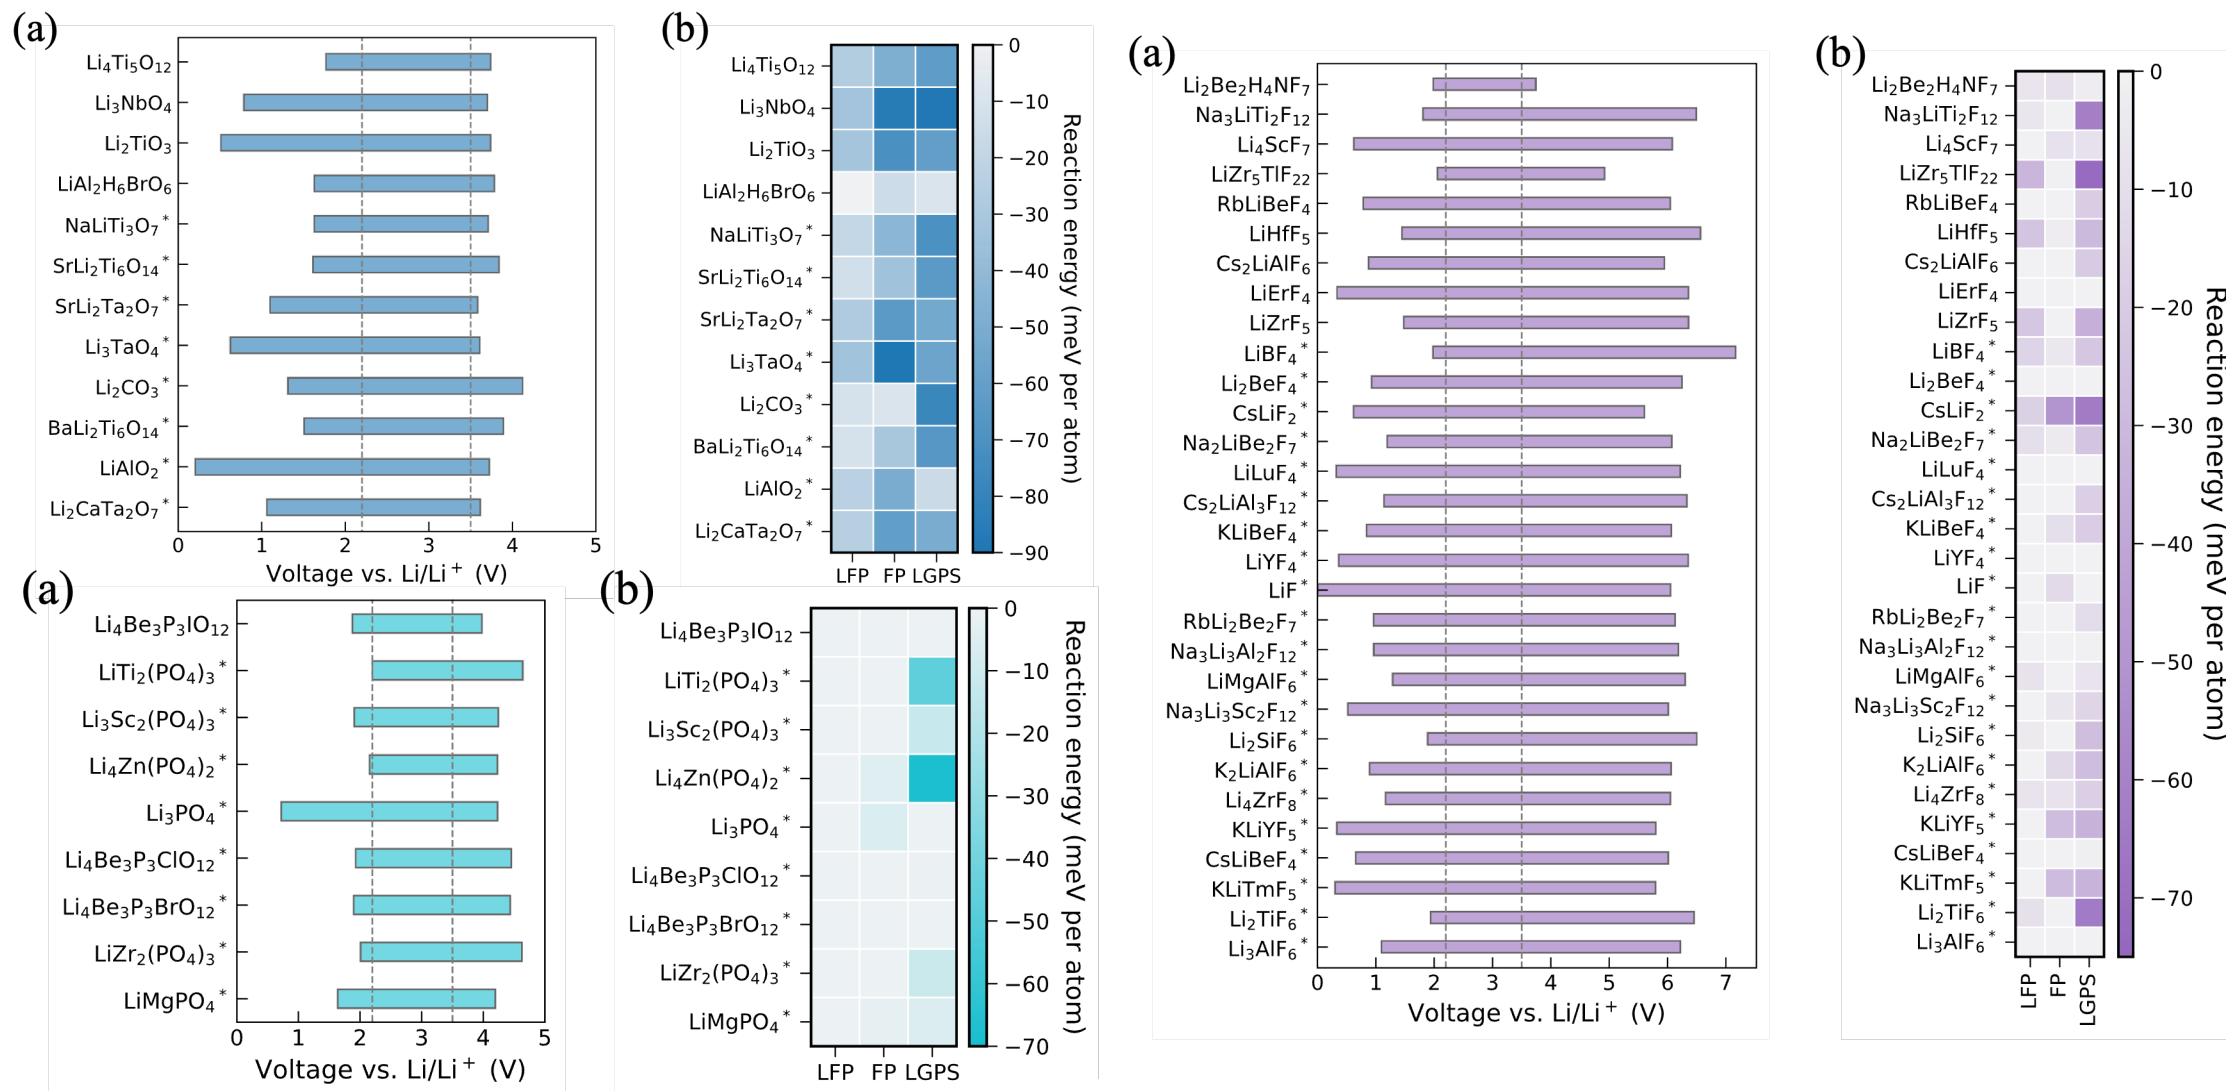 (a)
Li₄Ti₅O₁₂
Li₃NbO₄
Li₂TiO₃
LiAl₂H₆BrO₆
NaLiTi₃O₇*
SrLi₂Ti₆O₁₄*
SrLi₂Ta₂O₇*
Li₃TaO₄*
Li₂CO₃*
BaLi₂Ti₆O₁₄*
LiAlO₂*
Li₂CaTa₂O₇*
0 1 2 3 4 5
Voltage vs. Li/Li⁺ (V)
(b)
Li₄Ti₅O₁₂
Li₃NbO₄
Li₂TiO₃
LiAl₂H₆BrO₆
NaLiTi₃O₇*
SrLi₂Ti₆O₁₄*
SrLi₂Ta₂O₇*
Li₃TaO₄*
Li₂CO₃*
BaLi₂Ti₆O₁₄*
LiAlO₂*
Li₂CaTa₂O₇*
LFP FP LGPS
0
−10
−20
−30
−40
−50
−60
−70
−80
−90
Reaction energy (meV per atom)
(a)
Li₄Be₃P₃IO₁₂
LiTi₂(PO₄)₃*
Li₃Sc₂(PO₄)₃*
Li₄Zn(PO₄)₂*
Li₃PO₄*
Li₄Be₃P₃ClO₁₂*
Li₄Be₃P₃BrO₁₂*
LiZr₂(PO₄)₃*
LiMgPO₄*
0 1 2 3 4 5
Voltage vs. Li/Li⁺ (V)
(b)
Li₄Be₃P₃IO₁₂
LiTi₂(PO₄)₃*
Li₃Sc₂(PO₄)₃*
Li₄Zn(PO₄)₂*
Li₃PO₄*
Li₄Be₃P₃ClO₁₂*
Li₄Be₃P₃BrO₁₂*
LiZr₂(PO₄)₃*
LiMgPO₄*
LFP FP LGPS
0
−10
−20
−30
−40
−50
−60
−70
Reaction energy (meV per atom)
(a)
Li₂Be₂H₄NF₇
Na₃LiTi₂F₁₂
Li₄ScF₇
LiZr₅TlF₂₂
RbLiBeF₄
LiHfF₅
Cs₂LiAlF₆
LiErF₄
LiZrF₅
LiBF₄*
Li₂BeF₄*
CsLiF₂*
Na₂LiBe₂F₇*
LiLuF₄*
Cs₂LiAl₃F₁₂*
KLiBeF₄*
LiYF₄*
LiF*
RbLi₂Be₂F₇*
Na₃Li₃Al₂F₁₂*
LiMgAlF₆*
Na₃Li₃Sc₂F₁₂*
Li₂SiF₆*
K₂LiAlF₆*
Li₄ZrF₈*
KLiYF₅*
CsLiBeF₄*
KLiTmF₅*
Li₂TiF₆*
Li₃AlF₆*
0 1 2 3 4 5 6 7
Voltage vs. Li/Li⁺ (V)
(b)
Li₂Be₂H₄NF₇
Na₃LiTi₂F₁₂
Li₄ScF₇
LiZr₅TlF₂₂
RbLiBeF₄
LiHfF₅
Cs₂LiAlF₆
LiErF₄
LiZrF₅
LiBF₄*
Li₂BeF₄*
CsLiF₂*
Na₂LiBe₂F₇*
LiLuF₄*
Cs₂LiAl₃F₁₂*
KLiBeF₄*
LiYF₄*
LiF*
RbLi₂Be₂F₇*
Na₃Li₃Al₂F₁₂*
LiMgAlF₆*
Na₃Li₃Sc₂F₁₂*
Li₂SiF₆*
K₂LiAlF₆*
Li₄ZrF₈*
KLiYF₅*
CsLiBeF₄*
KLiTmF₅*
Li₂TiF₆*
Li₃AlF₆*
LFP FP LGPS
0
−10
−20
−30
−40
−50
−60
−70
Reaction energy (meV per atom)